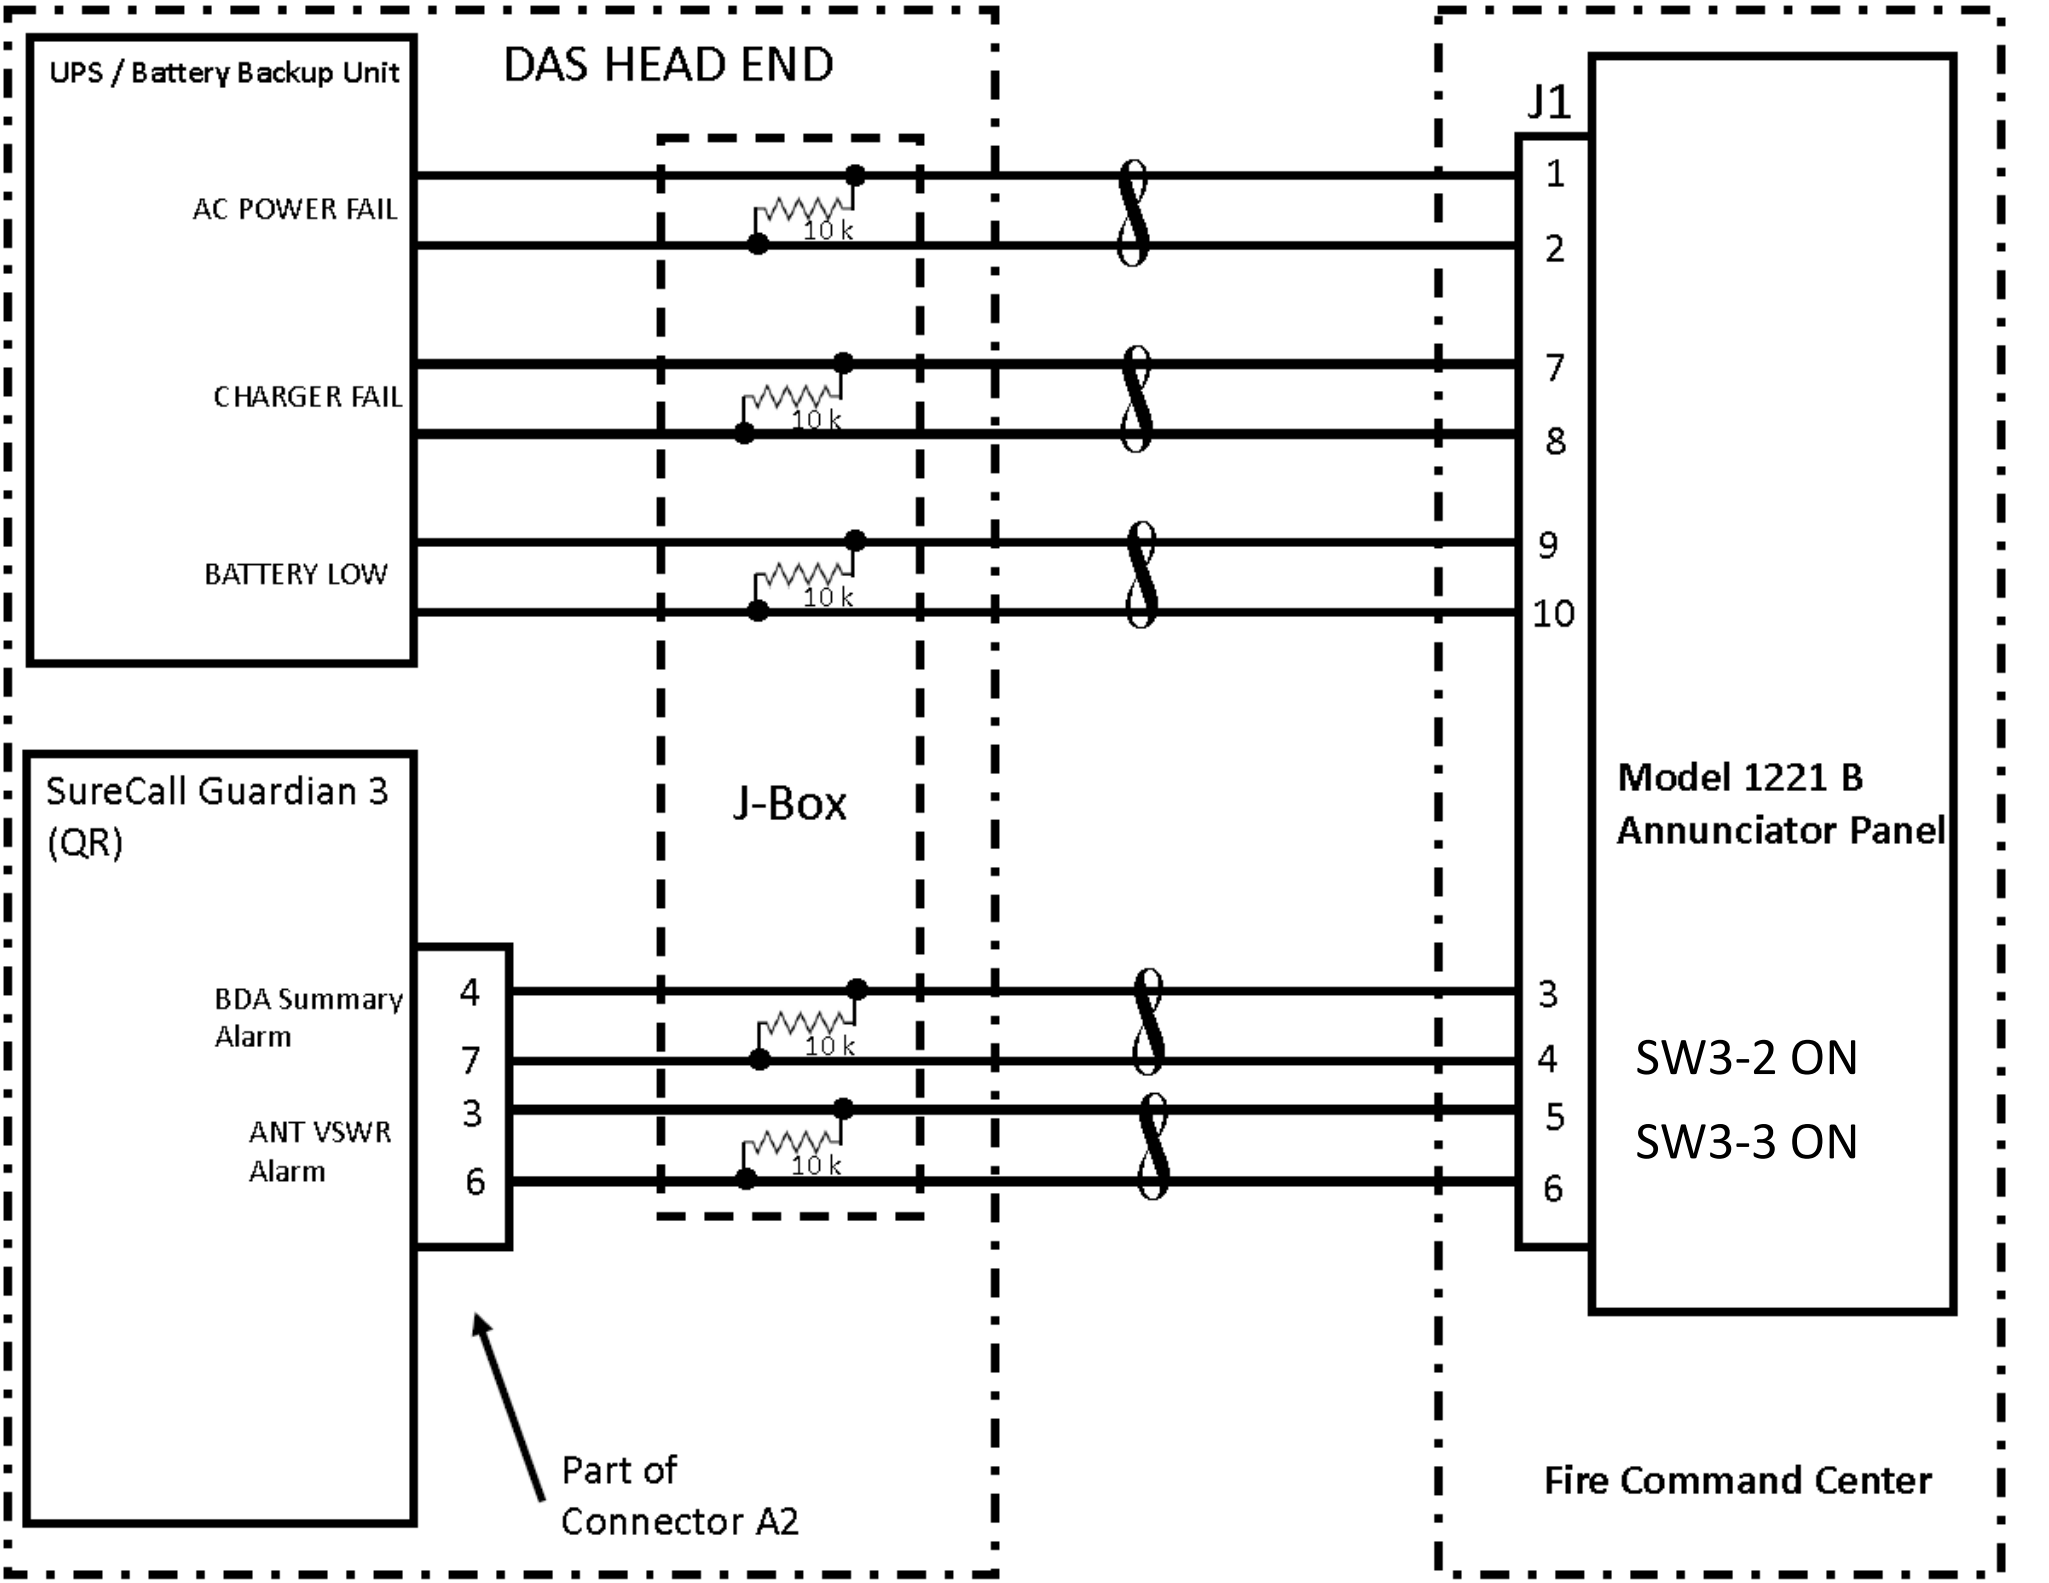 DAS HEAD END
UPS / Battery Backup Unit
AC POWER FAIL
10 k
CHARGER FAIL
10 k
BATTERY LOW
10 k
J1
1
2
7
8
9
10
SureCall Guardian 3
(QR)
J-Box
Model 1221 B
Annunciator Panel
BDA Summary
Alarm
4
7
10 k
ANT VSWR
Alarm
3
6
10 k
3
4
5
6
SW3-2 ON
SW3-3 ON
Part of
Connector A2
Fire Command Center